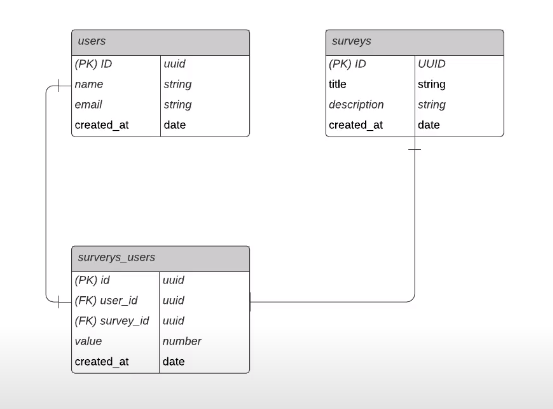 users
(PK) ID uuid
name string
email string
created_at date
surveys
(PK) ID UUID
title string
description string
created_at date
surverys_users
(PK) id uuid
(FK) user_id uuid
(FK) survey_id uuid
value number
created_at date